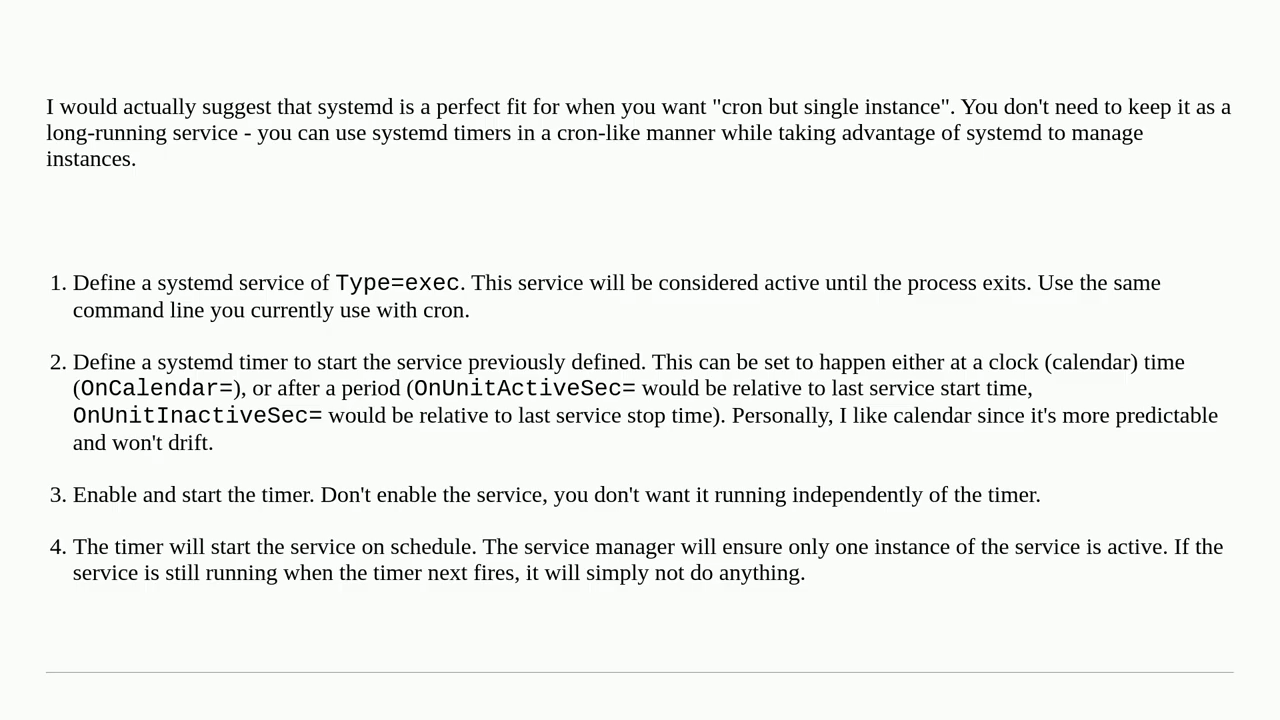 I would actually suggest that systemd is a perfect fit for when you want "cron but single instance". You don't need to keep it as a
long-running service - you can use systemd timers in a cron-like manner while taking advantage of systemd to manage
instances.
1. Define a systemd service of Type=exec. This service will be considered active until the process exits. Use the same
command line you currently use with cron.
2. Define a systemd timer to start the service previously defined. This can be set to happen either at a clock (calendar) time
(OnCalendar=), or after a period (OnUnitActiveSec= would be relative to last service start time,
OnUnitInactiveSec= would be relative to last service stop time). Personally, I like calendar since it's more predictable
and won't drift.
3. Enable and start the timer. Don't enable the service, you don't want it running independently of the timer.
4. The timer will start the service on schedule. The service manager will ensure only one instance of the service is active. If the
service is still running when the timer next fires, it will simply not do anything.